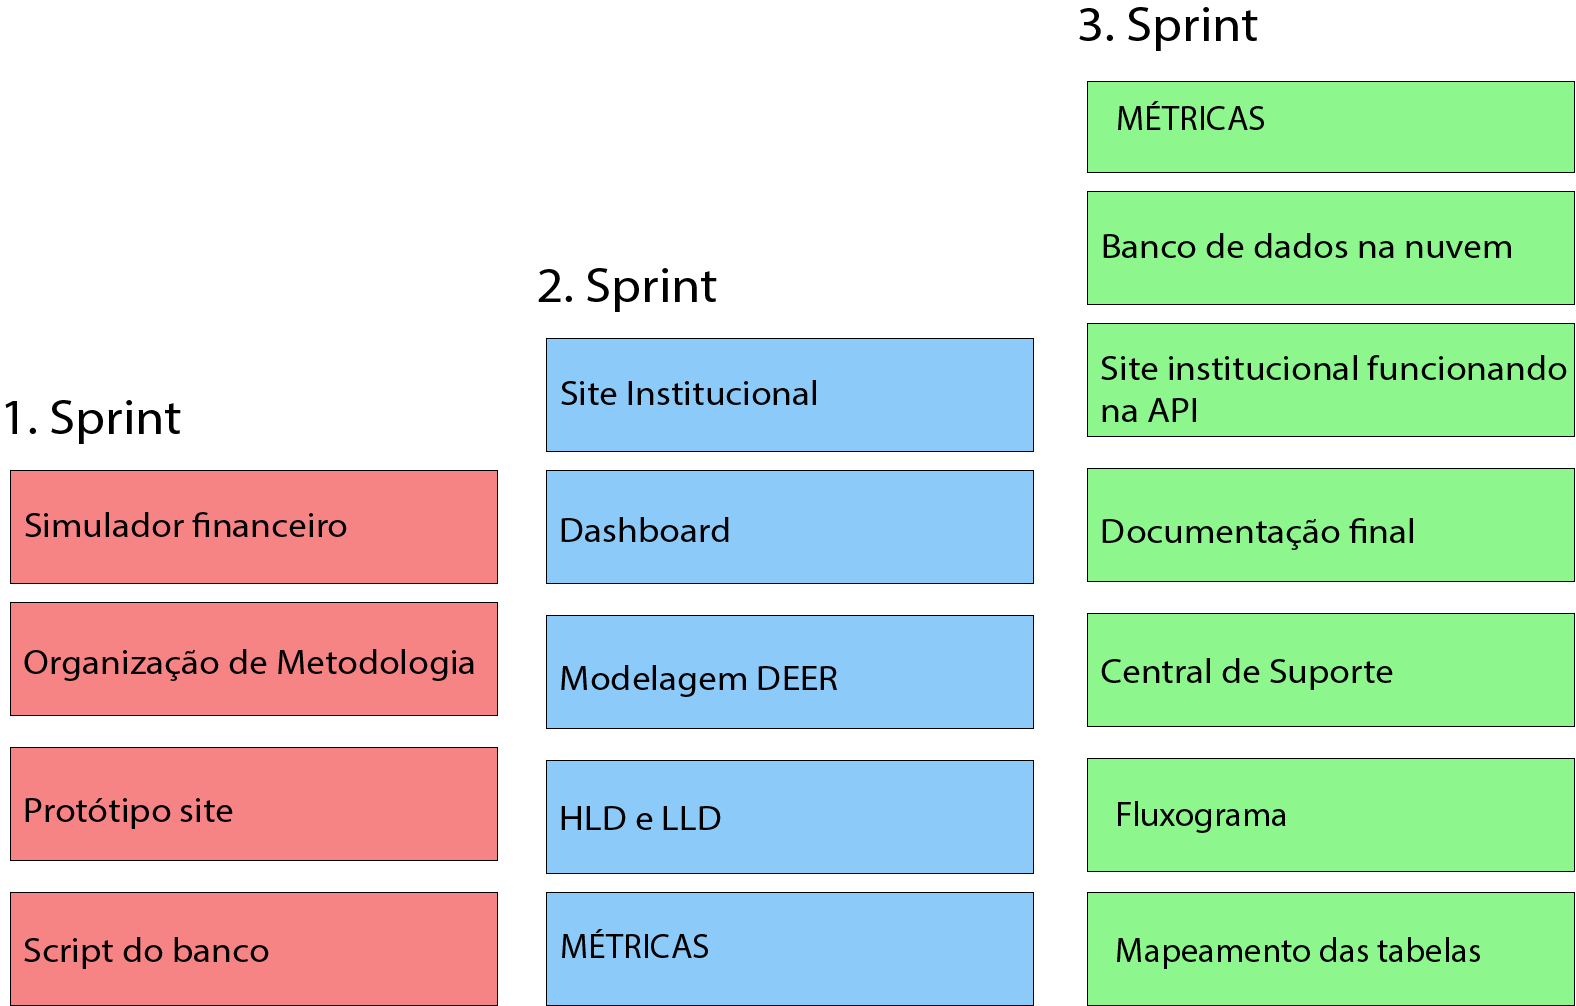 1. Sprint
Simulador financeiro
Organização de Metodologia
Protótipo site
Script do banco
2. Sprint
Site Institucional
Dashboard
Modelagem DEER
HLD e LLD
MÉTRICAS
3. Sprint
MÉTRICAS
Banco de dados na nuvem
Site institucional funcionando
na API
Documentação final
Central de Suporte
Fluxograma
Mapeamento das tabelas